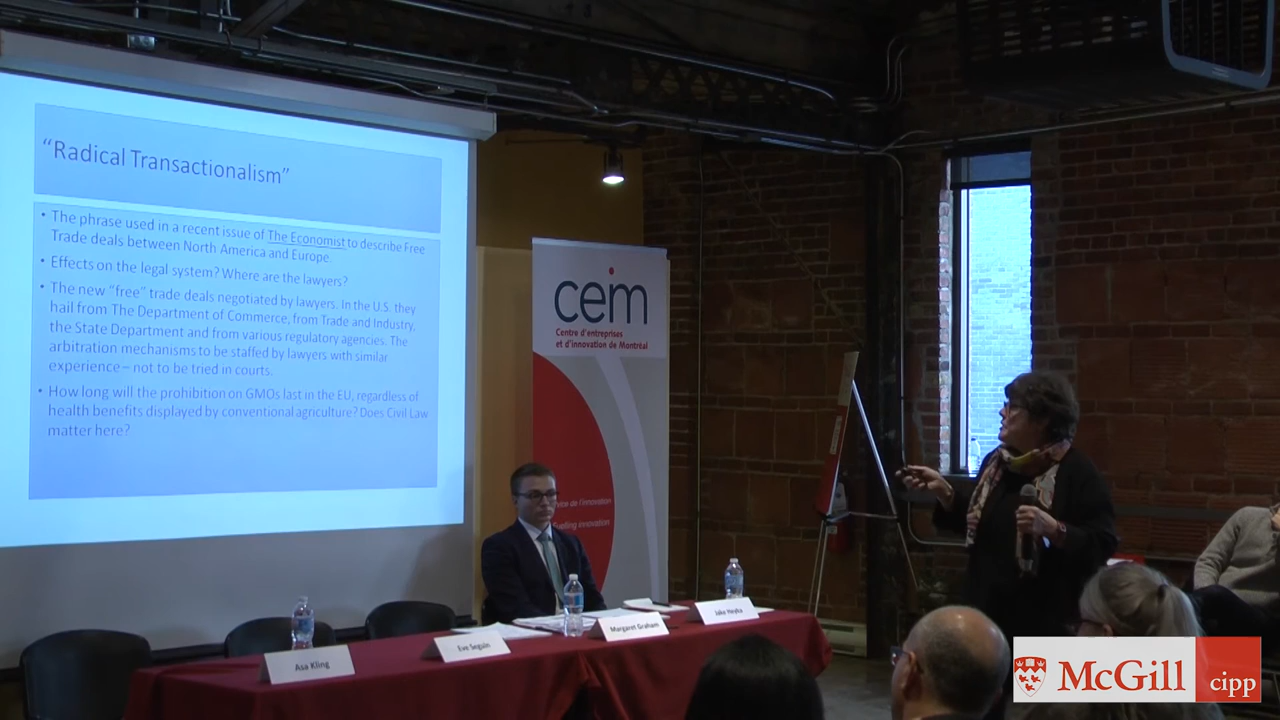 “Radical Transactionalism”
• The phrase used in a recent issue of The Economist to describe Free
Trade deals between North America and Europe.
• Effects on the legal system? Where are the lawyers?
• The new “free” trade deals negotiated by lawyers. In the U.S. they
hail from The Department of Commerce, from Trade and Industry,
the State Department and from various regulatory agencies. The
arbitration mechanisms to be staffed by lawyers with similar
experience – not to be tried in courts.
• How long will the prohibition on GMOs last in the EU, regardless of
health benefits displayed by conventional agriculture? Does Civil Law
matter here?
cem
Centre d'entreprises
et d'innovation de Montréal
vice de l'innovation
Fuelling innovation
Asa Kling
Eve Seguin
Margaret Graham
McGill
cipp